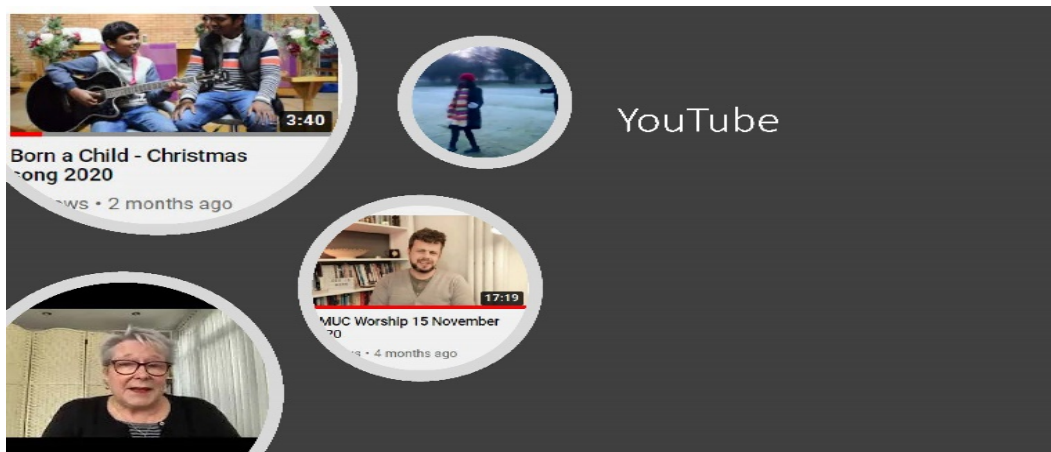 3:40
Born a Child - Christmas
song 2020
YouTube
2 months ago
17:19
MUC Worship 15 November
4 months ago